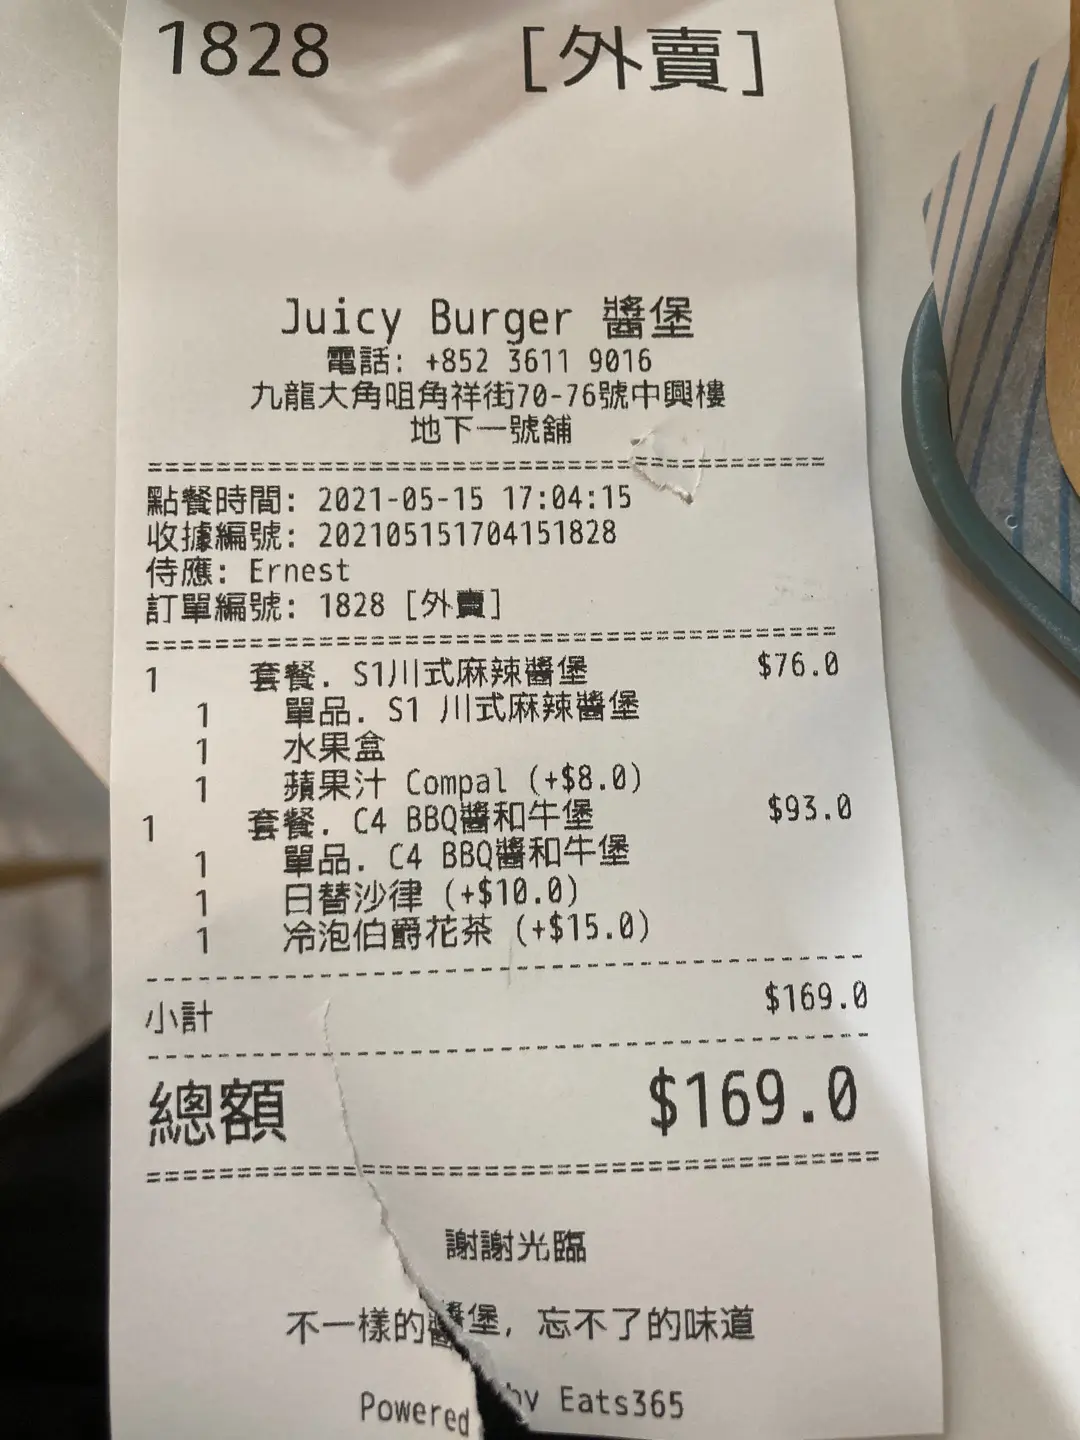 1828 [外賣]
Juicy Burger 醬堡
電話: +852 3611 9016
九龍大角咀角祥街70-76號中興樓
地下一號舖
點餐時間: 2021-05-15 17:04:15
收據編號: 202105151704151828
侍應: Ernest
訂單編號: 1828 [外賣]
1 套餐. S1川式麻辣醬堡 $76.0
1 單品. S1 川式麻辣醬堡
1 水果盒
1 蘋果汁 Compal (+$8.0)
1 套餐. C4 BBQ醬和牛堡 $93.0
1 單品. C4 BBQ醬和牛堡
1 日替沙律 (+$10.0)
1 冷泡伯爵花茶 (+$15.0)
小計 $169.0
總額 $169.0
謝謝光臨
不一樣的醬堡, 忘不了的味道
Powered by Eats365